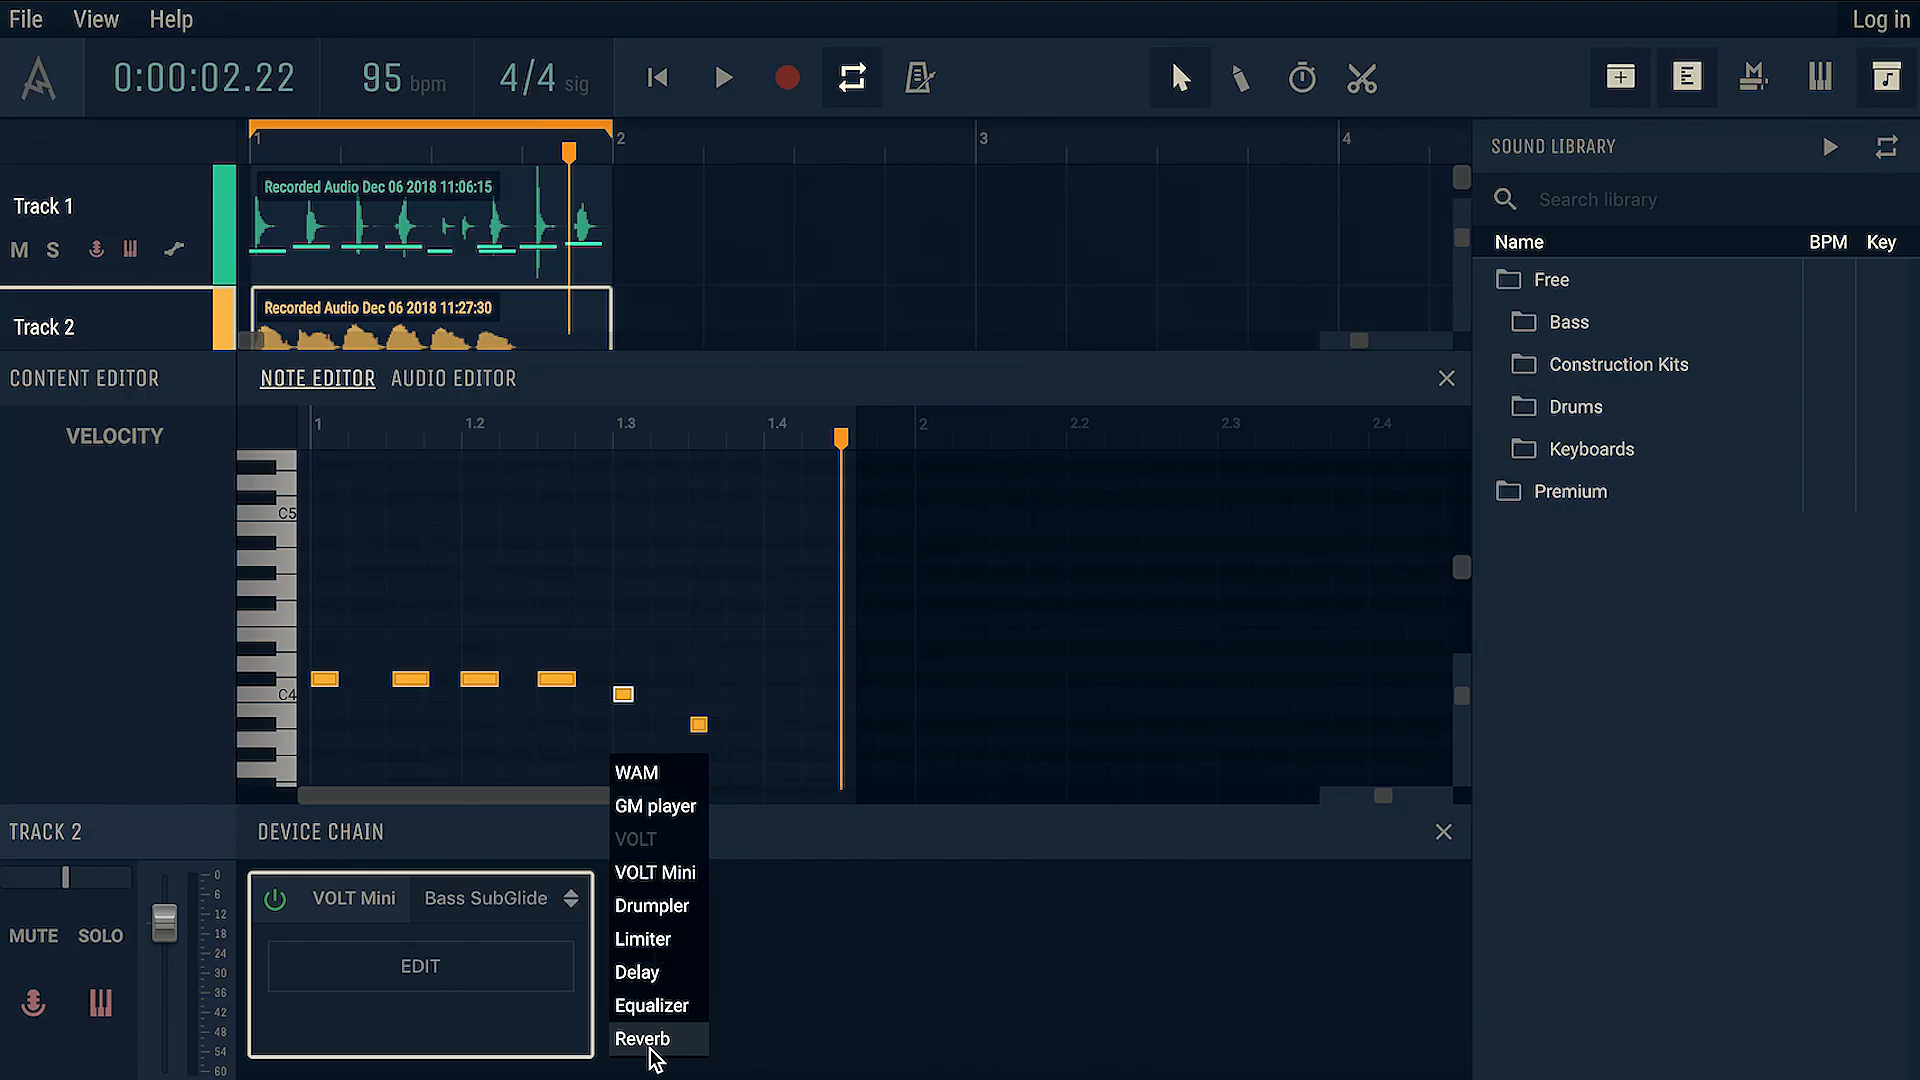 File View Help Log in
0:00:02.22 95 bpm 4/4 sig
1 2 3 4
SOUND LIBRARY
Search library
Name BPM Key
Free
Bass
Construction Kits
Drums
Keyboards
Premium
Track 1
M S
Recorded Audio Dec 06 2018 11:06:15
Track 2
Recorded Audio Dec 06 2018 11:27:30
CONTENT EDITOR NOTE EDITOR AUDIO EDITOR
VELOCITY
1 1.2 1.3 1.4 2 2.2 2.3 2.4
C5
C4
WAM
GM player
VOLT
VOLT Mini
Drumpler
Limiter
Delay
Equalizer
Reverb
TRACK 2 DEVICE CHAIN
MUTE SOLO
0
6
12
18
24
30
36
42
48
54
60
VOLT Mini Bass SubGlide
EDIT